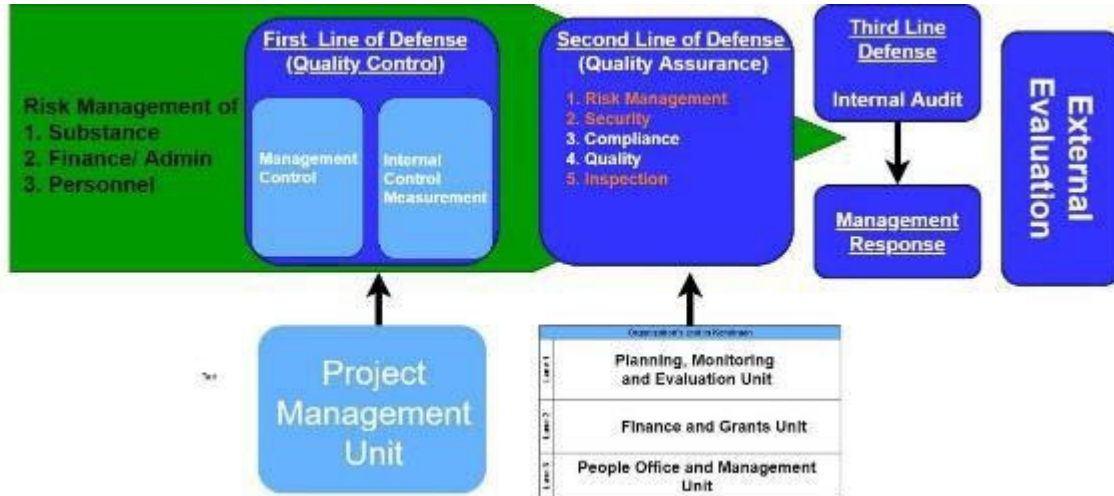 Risk Management of
1. Substance
2. Finance/ Admin
3. Personnel
First Line of Defense
(Quality Control)
Management
Control
Internal
Control
Measurement
Second Line of Defense
(Quality Assurance)
1. Risk Management
2. Security
3. Compliance
4. Quality
5. Inspection
Third Line
Defense
Internal Audit
Management
Response
External
Evaluation
Project
Management
Unit
Text
Planning, Monitoring
and Evaluation Unit
Finance and Grants Unit
People Office and Management
Unit